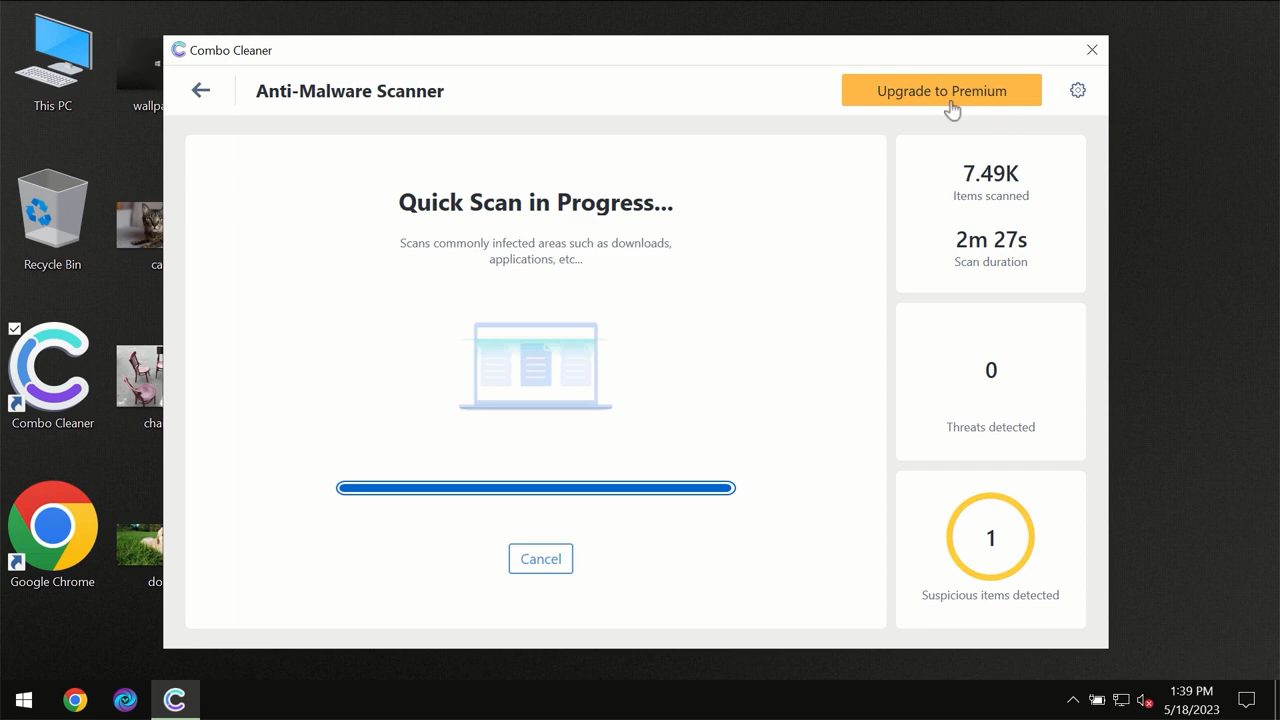 Combo Cleaner
Anti-Malware Scanner
Upgrade to Premium
Quick Scan in Progress...
Scans commonly infected areas such as downloads,
applications, etc...
Cancel
7.49K
Items scanned
2m 27s
Scan duration
0
Threats detected
1
Suspicious items detected
This PC
wallpa
Recycle Bin
ca
Combo Cleaner
cha
Google Chrome
do
1:39 PM
5/18/2023